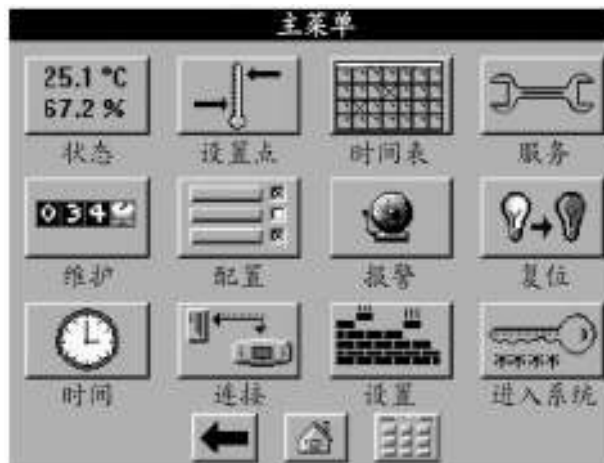 主菜单
25.1 °C
67.2 %
状态 设置点 时间表 服务
0 3 4
维护 配置 报警 复位
****
时间 连接 设置 进入系统